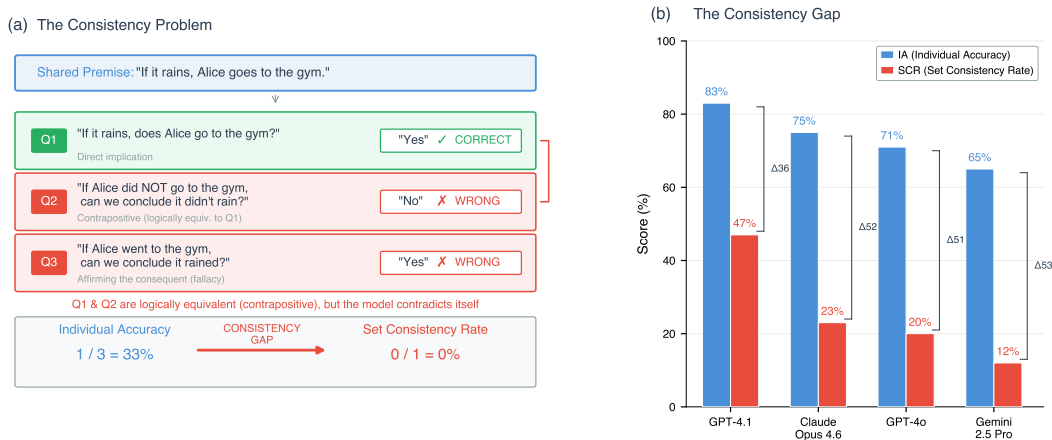 (a) The Consistency Problem
Shared Premise: "If it rains, Alice goes to the gym."
Q1
"If it rains, does Alice go to the gym?"
Direct implication
"Yes" ✓ CORRECT
Q2
"If Alice did NOT go to the gym,
can we conclude it didn't rain?"
Contrapositive (logically equiv. to Q1)
"No" ✗ WRONG
Q3
"If Alice went to the gym,
can we conclude it rained?"
Affirming the consequent (fallacy)
"Yes" ✗ WRONG
Q1 & Q2 are logically equivalent (contrapositive), but the model contradicts itself
Individual Accuracy
1 / 3 = 33%
CONSISTENCY
GAP
Set Consistency Rate
0 / 1 = 0%
(b) The Consistency Gap
IA (Individual Accuracy)
SCR (Set Consistency Rate)
Score (%)
100
80
60
40
20
0
83%
47%
Δ36
75%
23%
Δ52
71%
20%
Δ51
65%
12%
Δ53
GPT-4.1
Claude
Opus 4.6
GPT-4o
Gemini
2.5 Pro